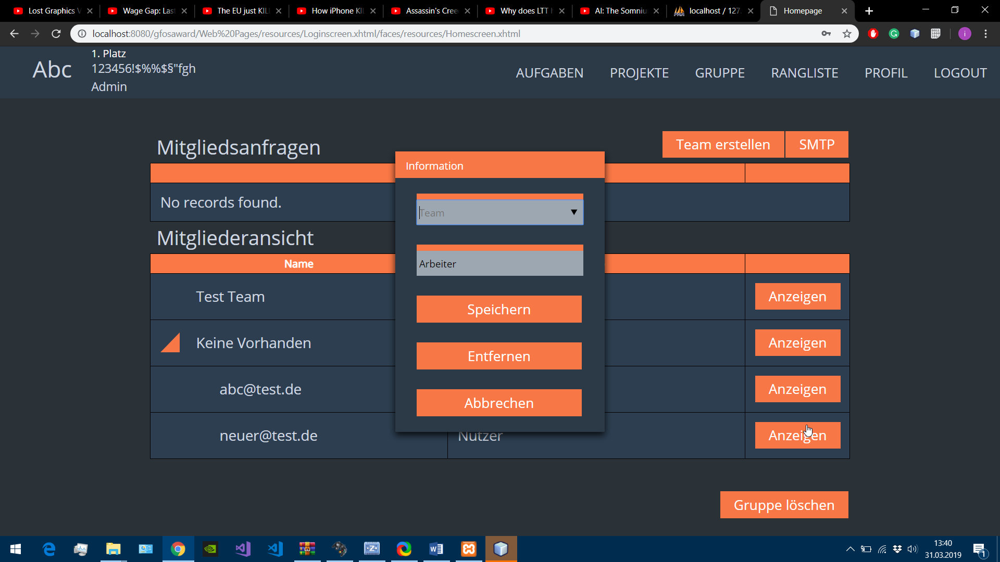 Lost Graphics V
Wage Gap: Las
The EU just KIL
How iPhone KI
Assassin's Cree
Why does LTT
AI: The Somniu
localhost / 127.
Homepage
localhost:8080/gfosaward/Web%20Pages/resources/Loginscreen.xhtml/faces/resources/Homescreen.xhtml
Abc
1. Platz
123456!$%%$§"fgh
Admin
AUFGABEN
PROJEKTE
GRUPPE
RANGLISTE
PROFIL
LOGOUT
Mitgliedsanfragen
Team erstellen
SMTP
No records found.
Mitgliederansicht
Name
Test Team
Anzeigen
Keine Vorhanden
Anzeigen
abc@test.de
Anzeigen
neuer@test.de
Nutzer
Anzeigen
Information
Team
Arbeiter
Speichern
Entfernen
Abbrechen
Gruppe löschen
13:40
31.03.2019
1